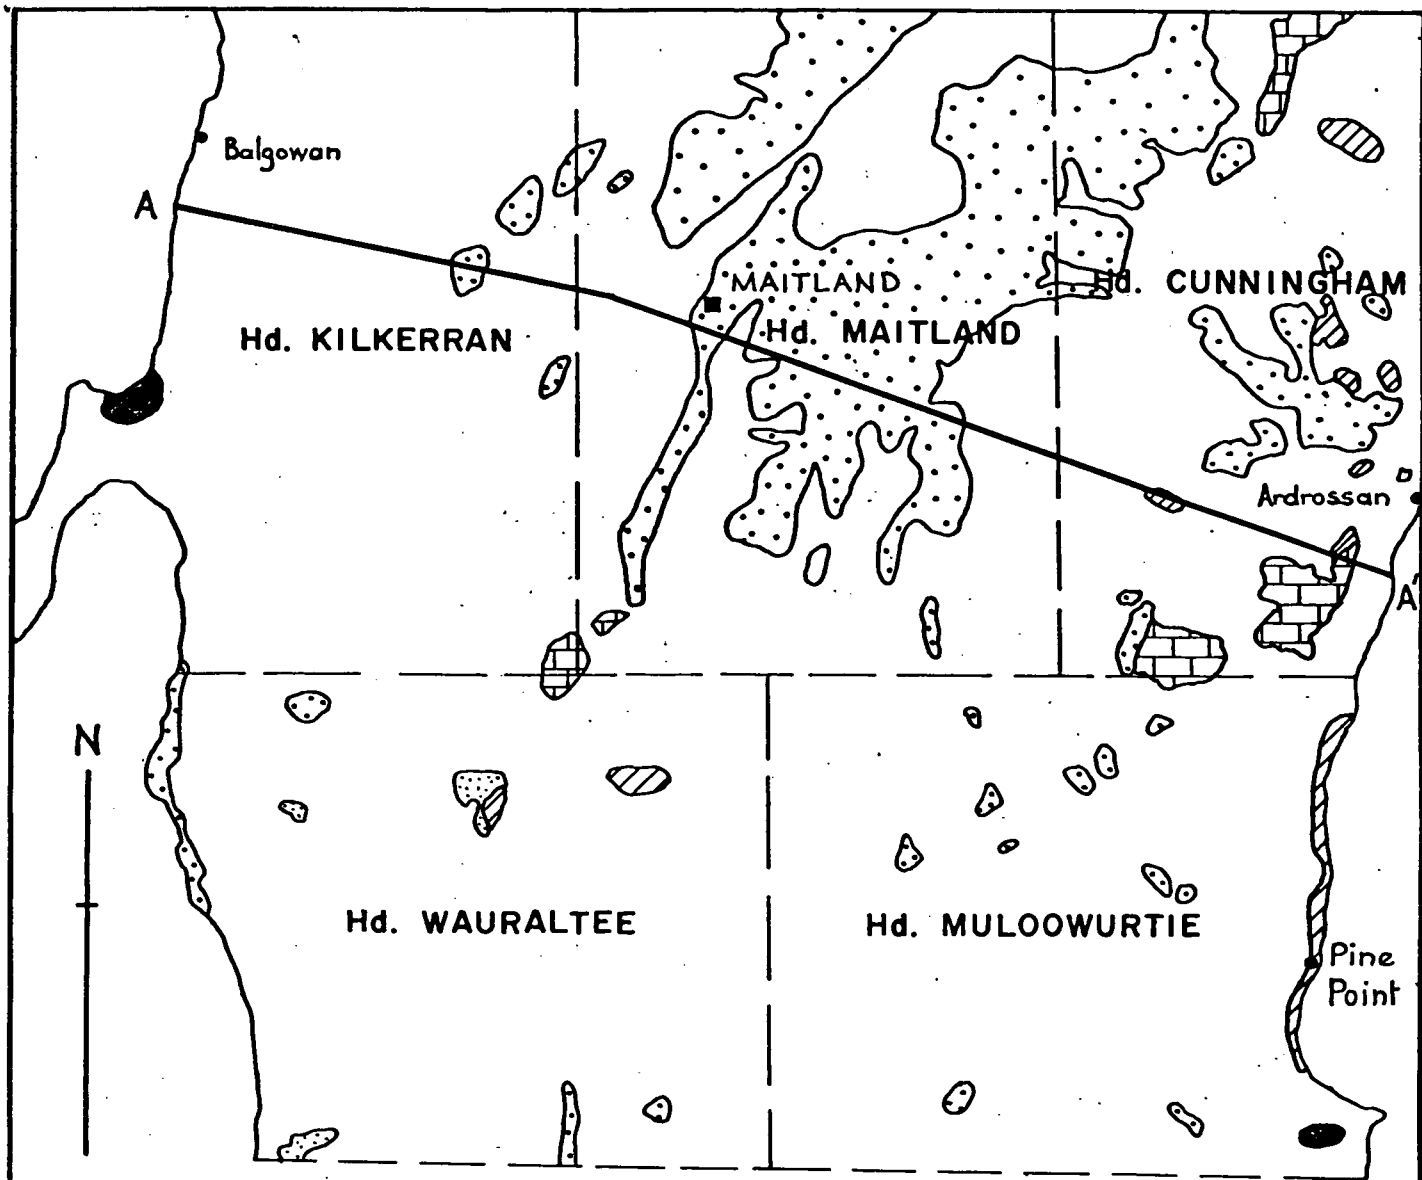 Balgowan
A
MAITLAND
Hd. CUNNINGHAM
Hd. KILKERRAN
Hd. MAITLAND
Ardrossan
A'
N
Hd. WAURALTEE
Hd. MULOOWURTIE
Pine
Point